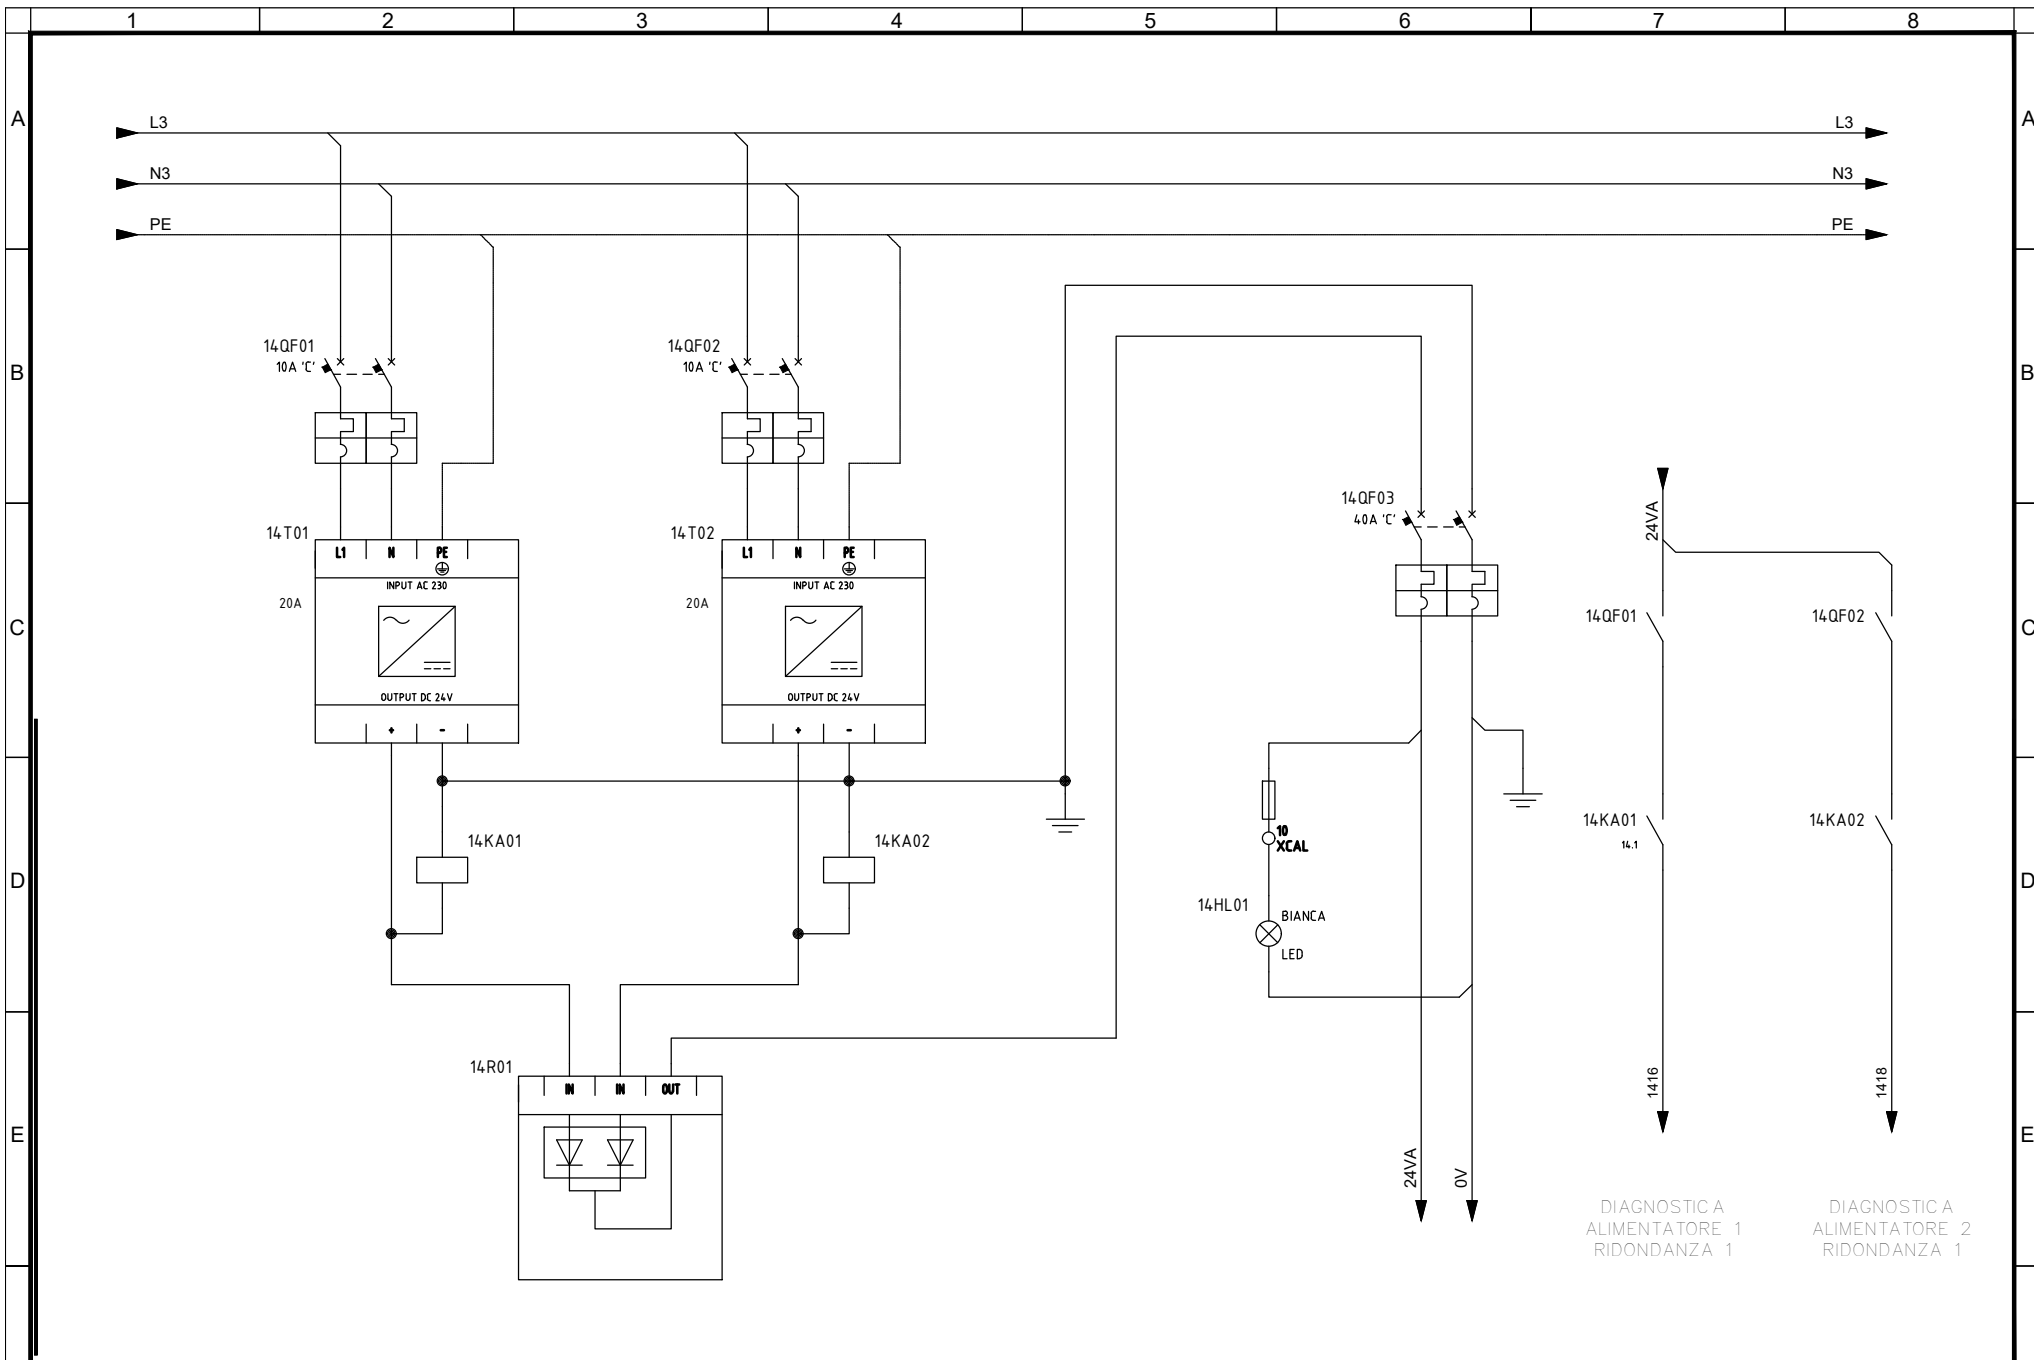 1 2 3 4 5 6 7 8
A A
L3 L3
N3 N3
PE PE
B B
14QF01
10A 'C'
14QF02
10A 'C'
14QF03
40A 'C'
24VA
14T01
L1 N PE
INPUT AC 230
20A
OUTPUT DC 24V
+ -
14T02
L1 N PE
INPUT AC 230
20A
OUTPUT DC 24V
+ -
C C
14QF01
14QF02
14KA01
14KA02
10
XCAL
14HL01
BIANCA
LED
14KA01
14.1
14KA02
D D
14R01
IN IN OUT
E E
24VA
0V
1416
1418
DIAGNOSTICA
ALIMENTATORE 1
RIDONDANZA 1
DIAGNOSTICA
ALIMENTATORE 2
RIDONDANZA 1